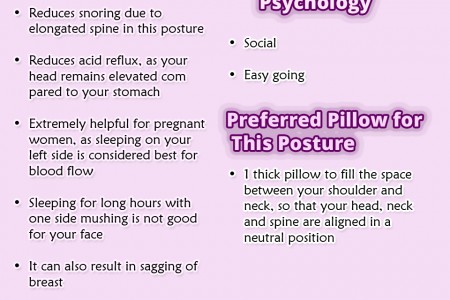 Reduces snoring due to
elongated spine in this posture
Reduces acid reflux, as your
head remains elevated com
pared to your stomach
Extremely helpful for pregnant
women, as sleeping on your
left side is considered best for
blood flow
Sleeping for long hours with
one side mushing is not good
for your face
It can also result in sagging of
breast
Psychology
Social
Easy going
Preferred Pillow for
This Posture
1 thick pillow to fill the space
between your shoulder and
neck, so that your head, neck
and spine are aligned in a
neutral position